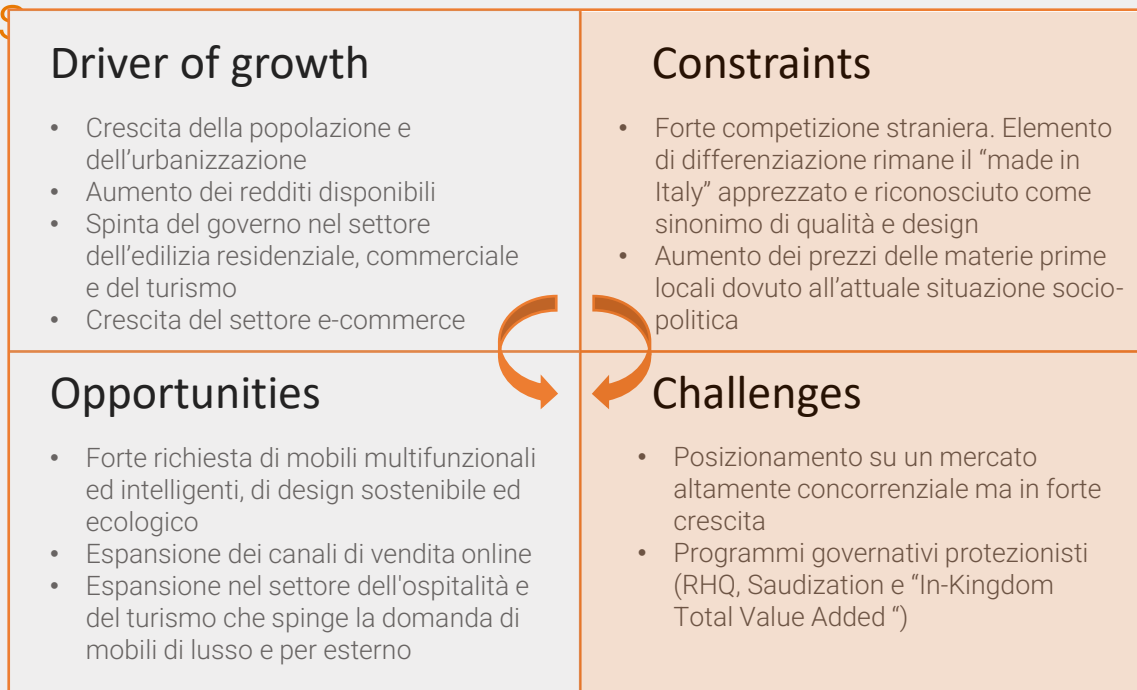 S
Driver of growth
• Crescita della popolazione e
dell’urbanizzazione
• Aumento dei redditi disponibili
• Spinta del governo nel settore
dell’edilizia residenziale, commerciale
e del turismo
• Crescita del settore e-commerce
Constraints
• Forte competizione straniera. Elemento
di differenziazione rimane il “made in
Italy” apprezzato e riconosciuto come
sinonimo di qualità e design
• Aumento dei prezzi delle materie prime
locali dovuto all’attuale situazione socio-
politica
Opportunities
• Forte richiesta di mobili multifunzionali
ed intelligenti, di design sostenibile ed
ecologico
• Espansione dei canali di vendita online
• Espansione nel settore dell'ospitalità e
del turismo che spinge la domanda di
mobili di lusso e per esterno
Challenges
• Posizionamento su un mercato
altamente concorrenziale ma in forte
crescita
• Programmi governativi protezionisti
(RHQ, Saudization e “In-Kingdom
Total Value Added “)